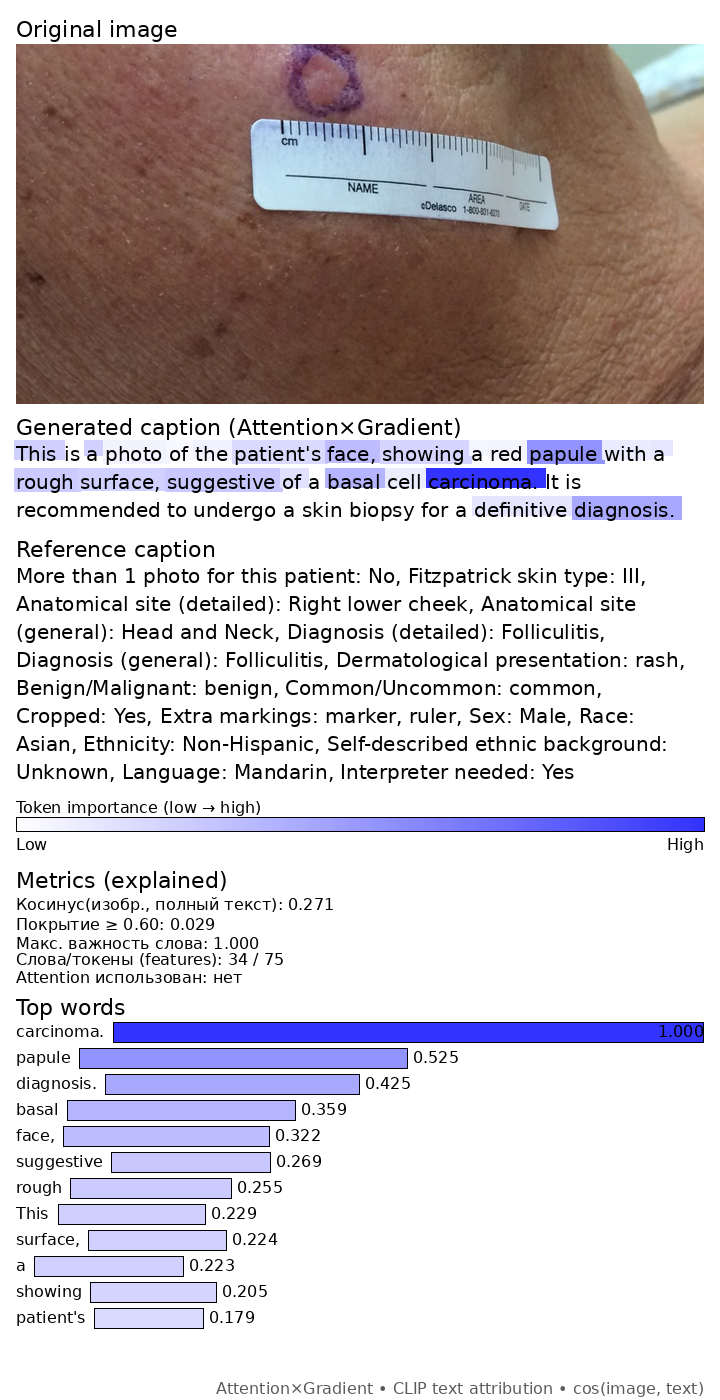 Original image
cm
NAME
AREA
DATE
©Delasco 1-800-831-6273
Generated caption (Attention×Gradient)
This is a photo of the patient's face, showing a red papule with a
rough surface, suggestive of a basal cell carcinoma. It is
recommended to undergo a skin biopsy for a definitive diagnosis.
Reference caption
More than 1 photo for this patient: No, Fitzpatrick skin type: III,
Anatomical site (detailed): Right lower cheek, Anatomical site
(general): Head and Neck, Diagnosis (detailed): Folliculitis,
Diagnosis (general): Folliculitis, Dermatological presentation: rash,
Benign/Malignant: benign, Common/Uncommon: common,
Cropped: Yes, Extra markings: marker, ruler, Sex: Male, Race:
Asian, Ethnicity: Non-Hispanic, Self-described ethnic background:
Unknown, Language: Mandarin, Interpreter needed: Yes
Token importance (low → high)
Low High
Metrics (explained)
Косинус(изобр., полный текст): 0.271
Покрытие ≥ 0.60: 0.029
Макс. важность слова: 1.000
Слова/токены (features): 34 / 75
Attention использован: нет
Top words
carcinoma. 1.000
papule 0.525
diagnosis. 0.425
basal 0.359
face, 0.322
suggestive 0.269
rough 0.255
This 0.229
surface, 0.224
a 0.223
showing 0.205
patient's 0.179
Attention×Gradient • CLIP text attribution • cos(image, text)